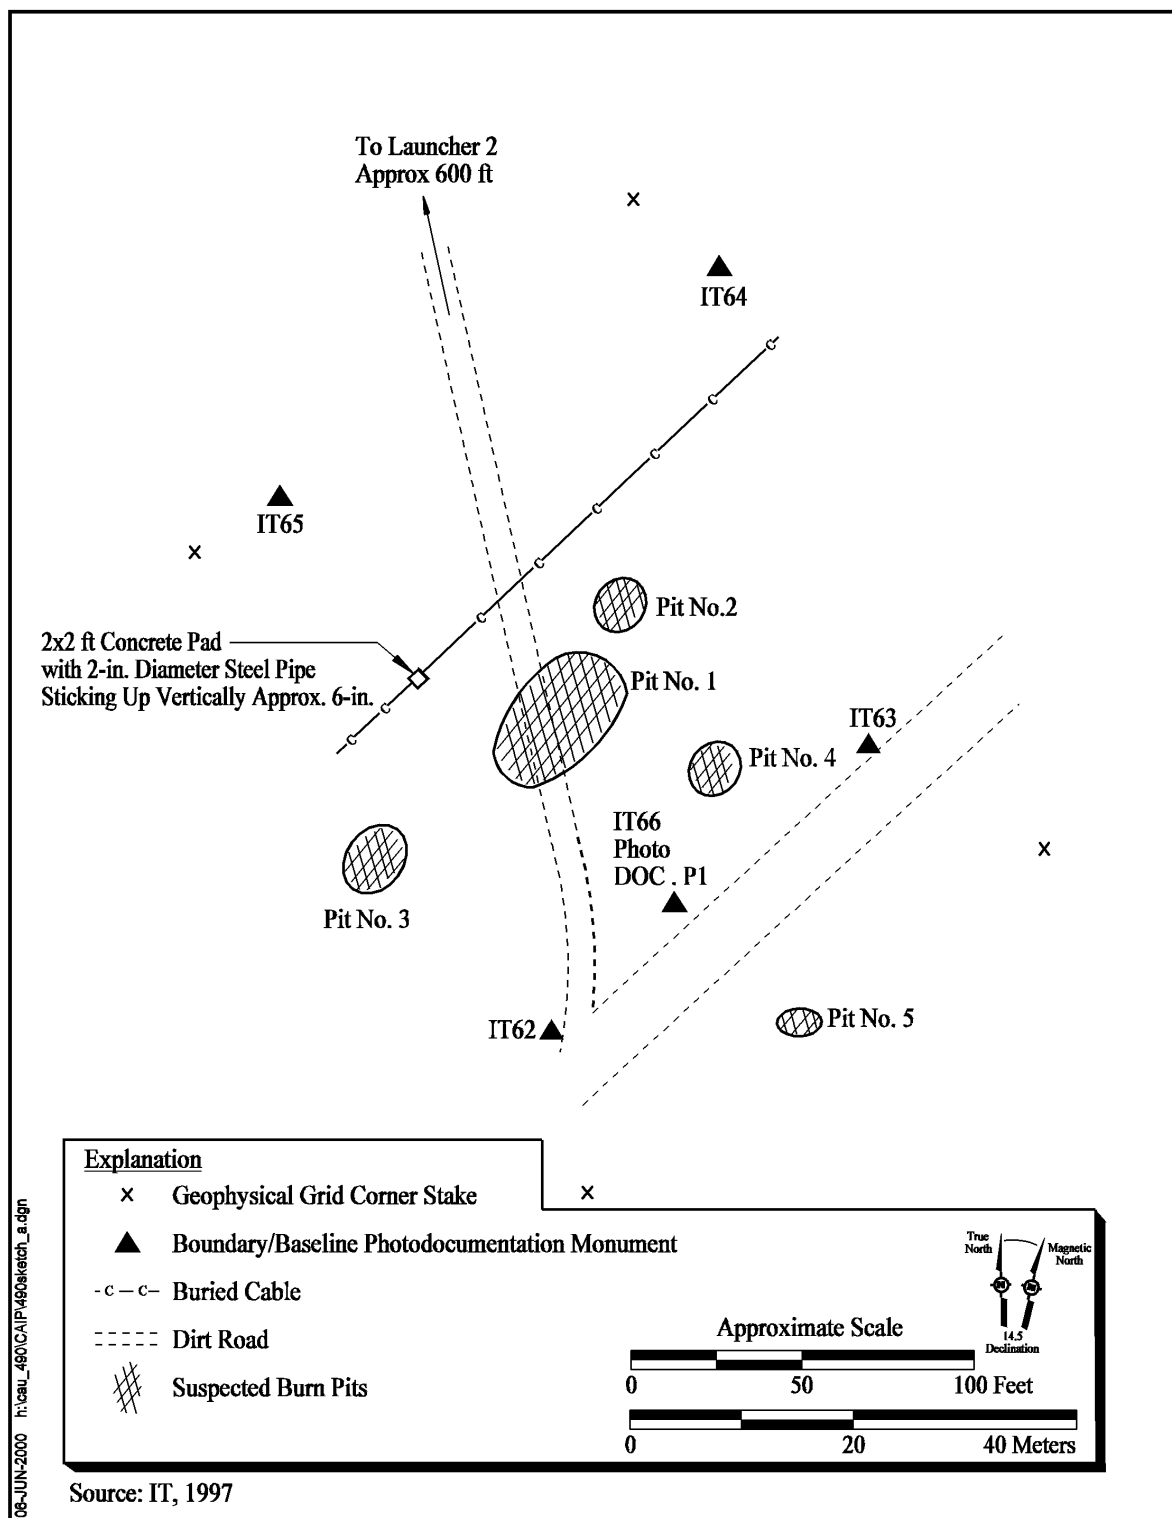 To Launcher 2
Approx 600 ft
IT64
IT65
2x2 ft Concrete Pad
with 2-in. Diameter Steel Pipe
Sticking Up Vertically Approx. 6-in.
Pit No.2
Pit No. 1
IT63
Pit No. 4
IT66
Photo
DOC . P1
Pit No. 3
IT62
Pit No. 5
Explanation
Geophysical Grid Corner Stake
Boundary/Baseline Photodocumentation Monument
- C – C– Buried Cable
Dirt Road
Suspected Burn Pits
True
North
Magnetic
North
14.5
Declination
Approximate Scale
0 50 100 Feet
0 20 40 Meters
Source: IT, 1997
06-JUN-2000 h:\cau_490\CAIP\490sketch_a.dgn